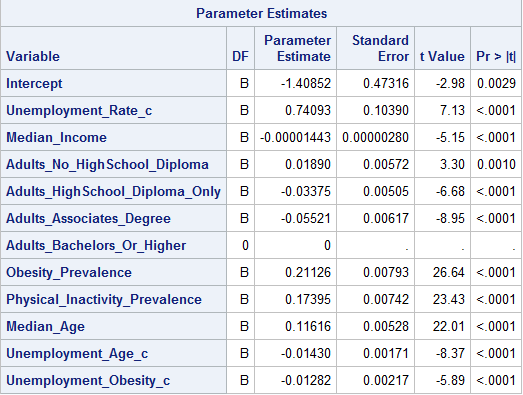 Parameter Estimates
Variable DF Parameter Estimate Standard Error t Value Pr > |t|
Intercept B -1.40852 0.47316 -2.98 0.0029
Unemployment_Rate_c B 0.74093 0.10390 7.13 <.0001
Median_Income B -0.00001443 0.00000280 -5.15 <.0001
Adults_No_HighSchool_Diploma B 0.01890 0.00572 3.30 0.0010
Adults_HighSchool_Diploma_Only B -0.03375 0.00505 -6.68 <.0001
Adults_Associates_Degree B -0.05521 0.00617 -8.95 <.0001
Adults_Bachelors_Or_Higher 0 0 . . .
Obesity_Prevalence B 0.21126 0.00793 26.64 <.0001
Physical_Inactivity_Prevalence B 0.17395 0.00742 23.43 <.0001
Median_Age B 0.11616 0.00528 22.01 <.0001
Unemployment_Age_c B -0.01430 0.00171 -8.37 <.0001
Unemployment_Obesity_c B -0.01282 0.00217 -5.89 <.0001